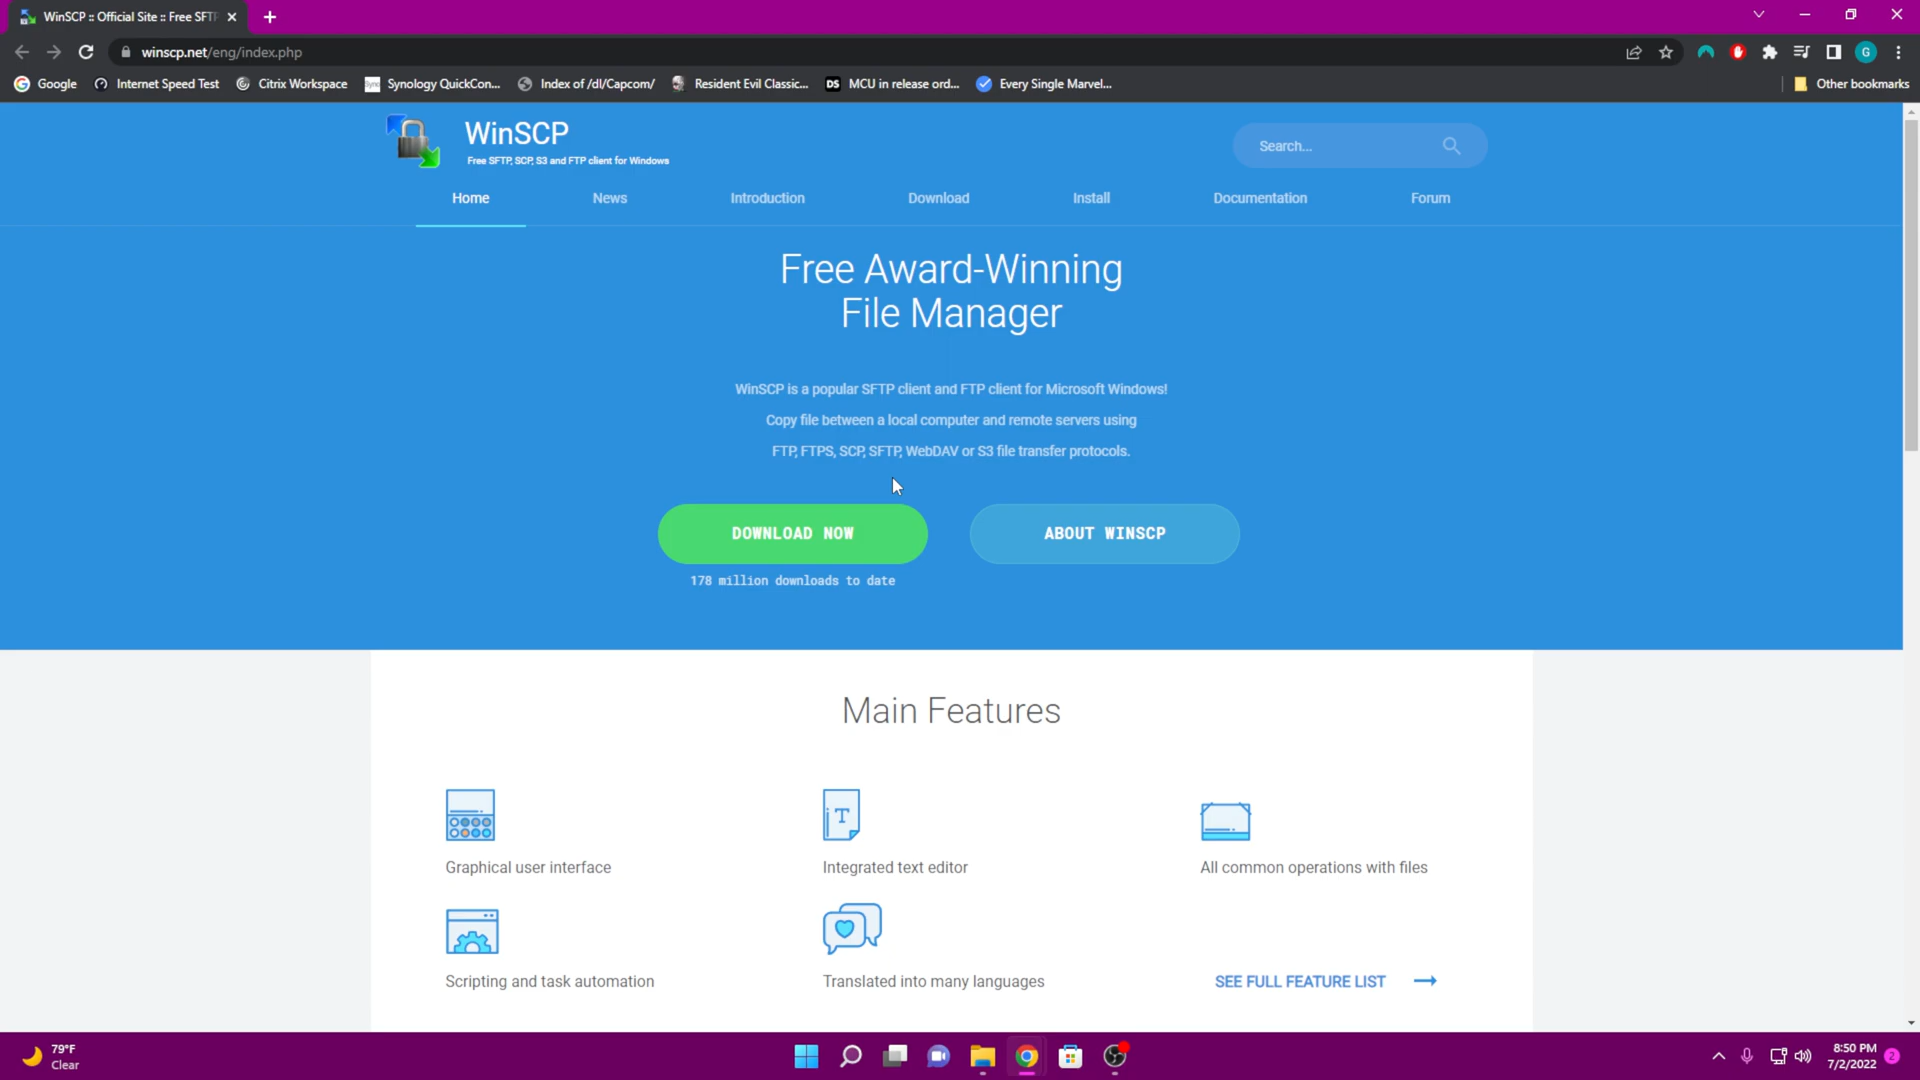 WinSCP :: Official Site :: Free SFT
winscp.net/eng/index.php
G
Google
Internet Speed Test
Citrix Workspace
Synology QuickCon...
Index of /dl/Capcom/
Resident Evil Classic...
DS
MCU in release ord...
Every Single Marvel...
Other bookmarks
WinSCP
Free SFTP, SCP, S3 and FTP client for Windows
Search...
Home
News
Introduction
Download
Install
Documentation
Forum
Free Award-Winning
File Manager
WinSCP is a popular SFTP client and FTP client for Microsoft Windows!
Copy file between a local computer and remote servers using
FTP, FTPS, SCP, SFTP, WebDAV or S3 file transfer protocols.
DOWNLOAD NOW
ABOUT WINSCP
178 million downloads to date
Main Features
T
Graphical user interface
Integrated text editor
All common operations with files
Scripting and task automation
Translated into many languages
SEE FULL FEATURE LIST
79°F
Clear
8:50 PM
7/2/2022
2